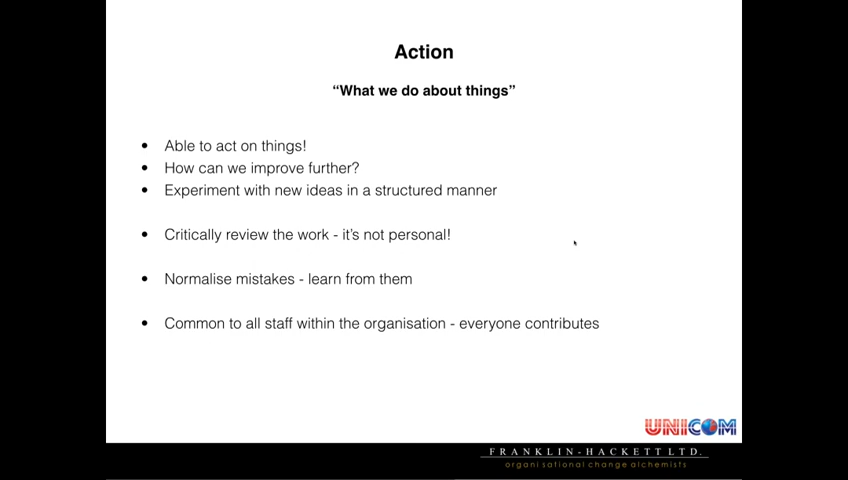 Action
“What we do about things”
• Able to act on things!
• How can we improve further?
• Experiment with new ideas in a structured manner
• Critically review the work - it’s not personal!
• Normalise mistakes - learn from them
• Common to all staff within the organisation - everyone contributes
UNICOM
FRANKLIN-HACKETT LTD.
organisational change alchemists